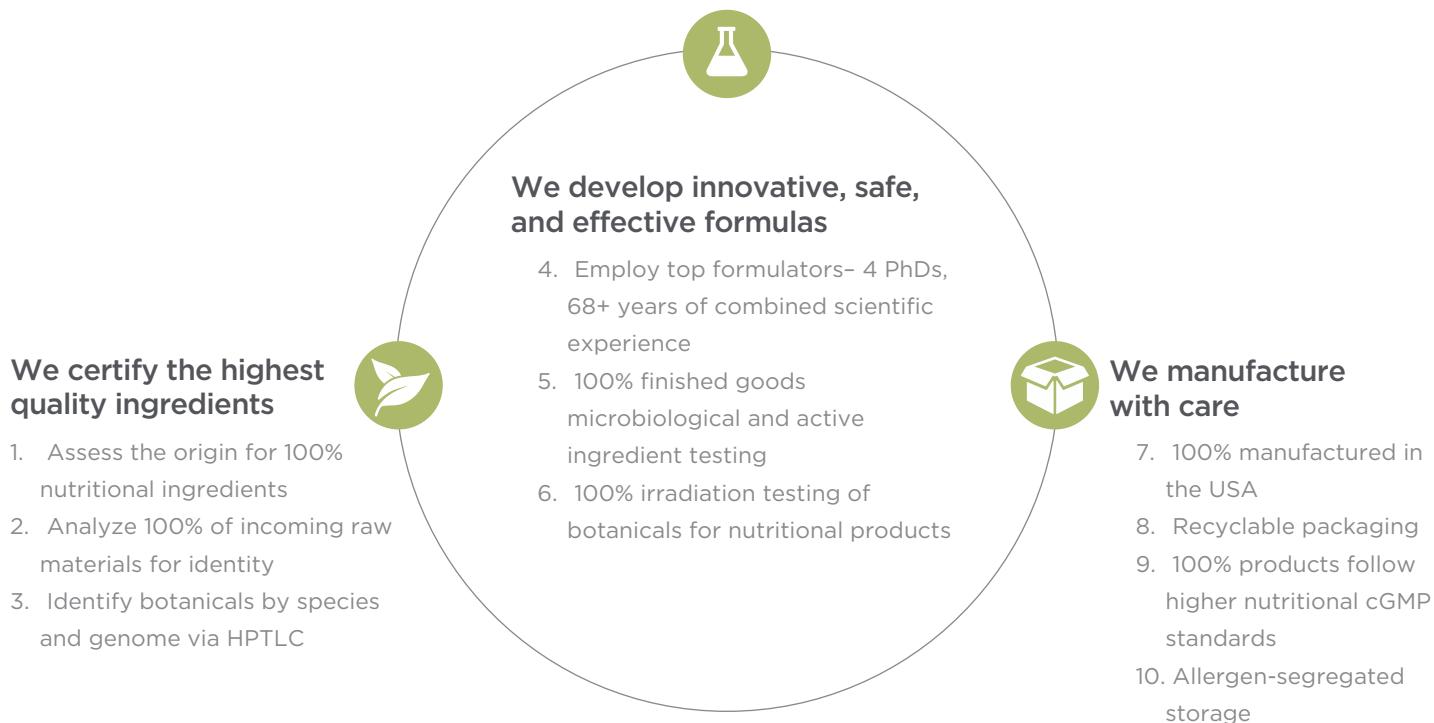 We certify the highest
quality ingredients
1. Assess the origin for 100%
nutritional ingredients
2. Analyze 100% of incoming raw
materials for identity
3. Identify botanicals by species
and genome via HPTLC
We develop innovative, safe,
and effective formulas
4. Employ top formulators– 4 PhDs,
68+ years of combined scientific
experience
5. 100% finished goods
microbiological and active
ingredient testing
6. 100% irradiation testing of
botanicals for nutritional products
We manufacture
with care
7. 100% manufactured in
the USA
8. Recyclable packaging
9. 100% products follow
higher nutritional cGMP
standards
10. Allergen-segregated
storage